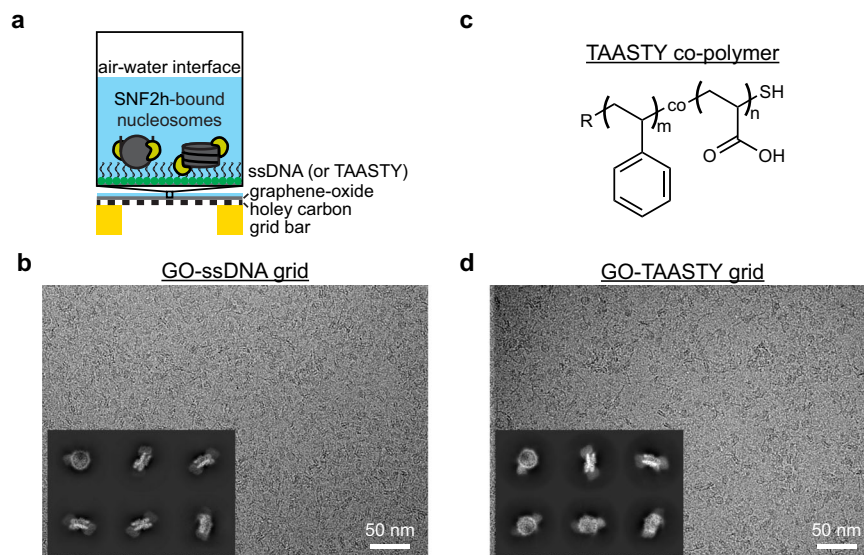 a
air-water interface
SNF2h-bound
nucleosomes
ssDNA (or TAASTY)
graphene-oxide
holey carbon
grid bar
b
GO-ssDNA grid
50 nm
c
TAASTY co-polymer
R
m
co
n
SH
O
OH
d
GO-TAASTY grid
50 nm